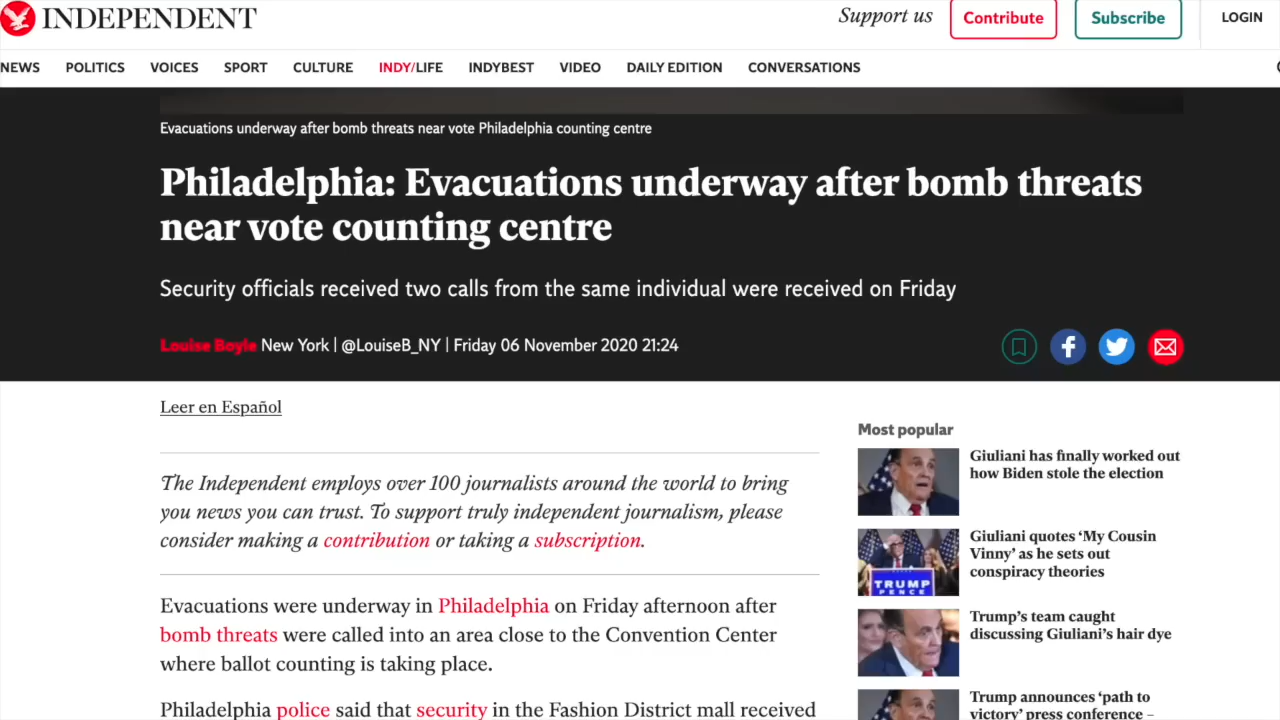 INDEPENDENT
Support us
Contribute
Subscribe
LOGIN
NEWS POLITICS VOICES SPORT CULTURE INDY/LIFE INDYBEST VIDEO DAILY EDITION CONVERSATIONS
Evacuations underway after bomb threats near vote Philadelphia counting centre
Philadelphia: Evacuations underway after bomb threats
near vote counting centre
Security officials received two calls from the same individual were received on Friday
Louise Boyle New York | @LouiseB_NY | Friday 06 November 2020 21:24
Leer en Español
The Independent employs over 100 journalists around the world to bring
you news you can trust. To support truly independent journalism, please
consider making a contribution or taking a subscription.
Evacuations were underway in Philadelphia on Friday afternoon after
bomb threats were called into an area close to the Convention Center
where ballot counting is taking place.
Philadelphia police said that security in the Fashion District mall received
Most popular
Giuliani has finally worked out
how Biden stole the election
Giuliani quotes ‘My Cousin
Vinny’ as he sets out
conspiracy theories
TRUMP
PENCE
Trump’s team caught
discussing Giuliani’s hair dye
Trump announces ‘path to
victory’ press conference –